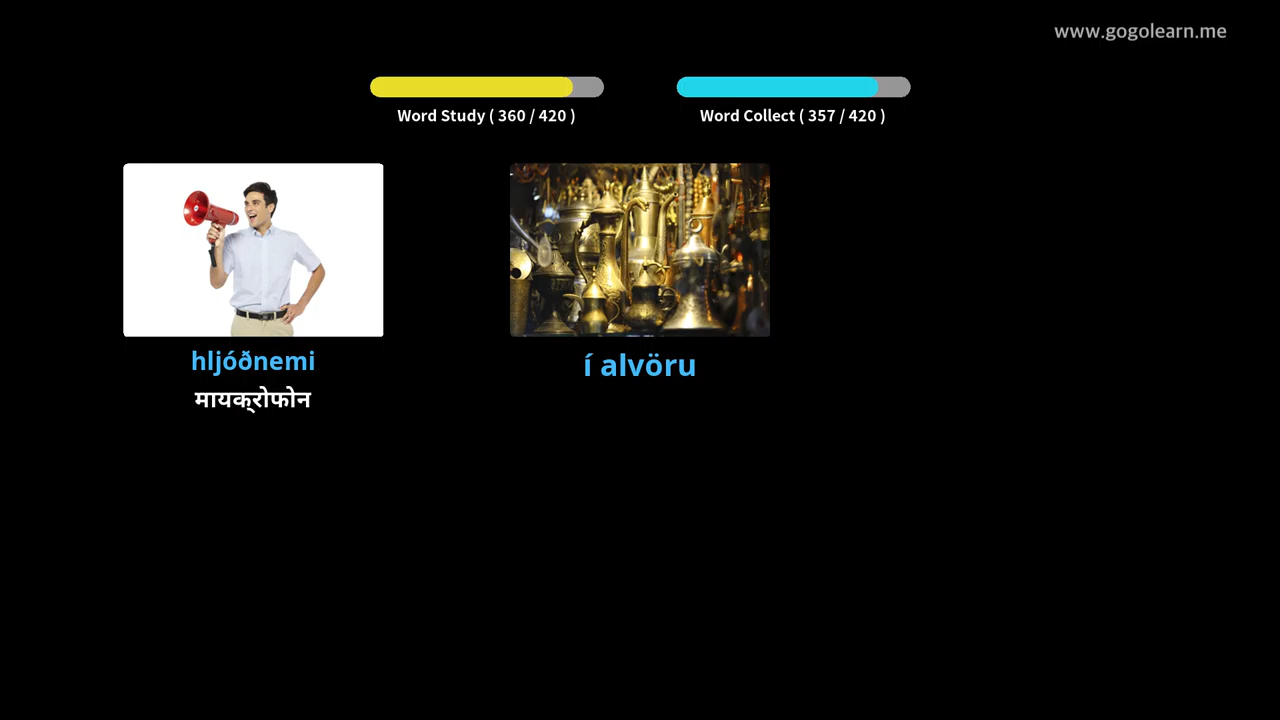 www.gogolearn.me
Word Study ( 360 / 420 )
Word Collect ( 357 / 420 )
hljóðnemi
मायक्रोफोन
í alvöru